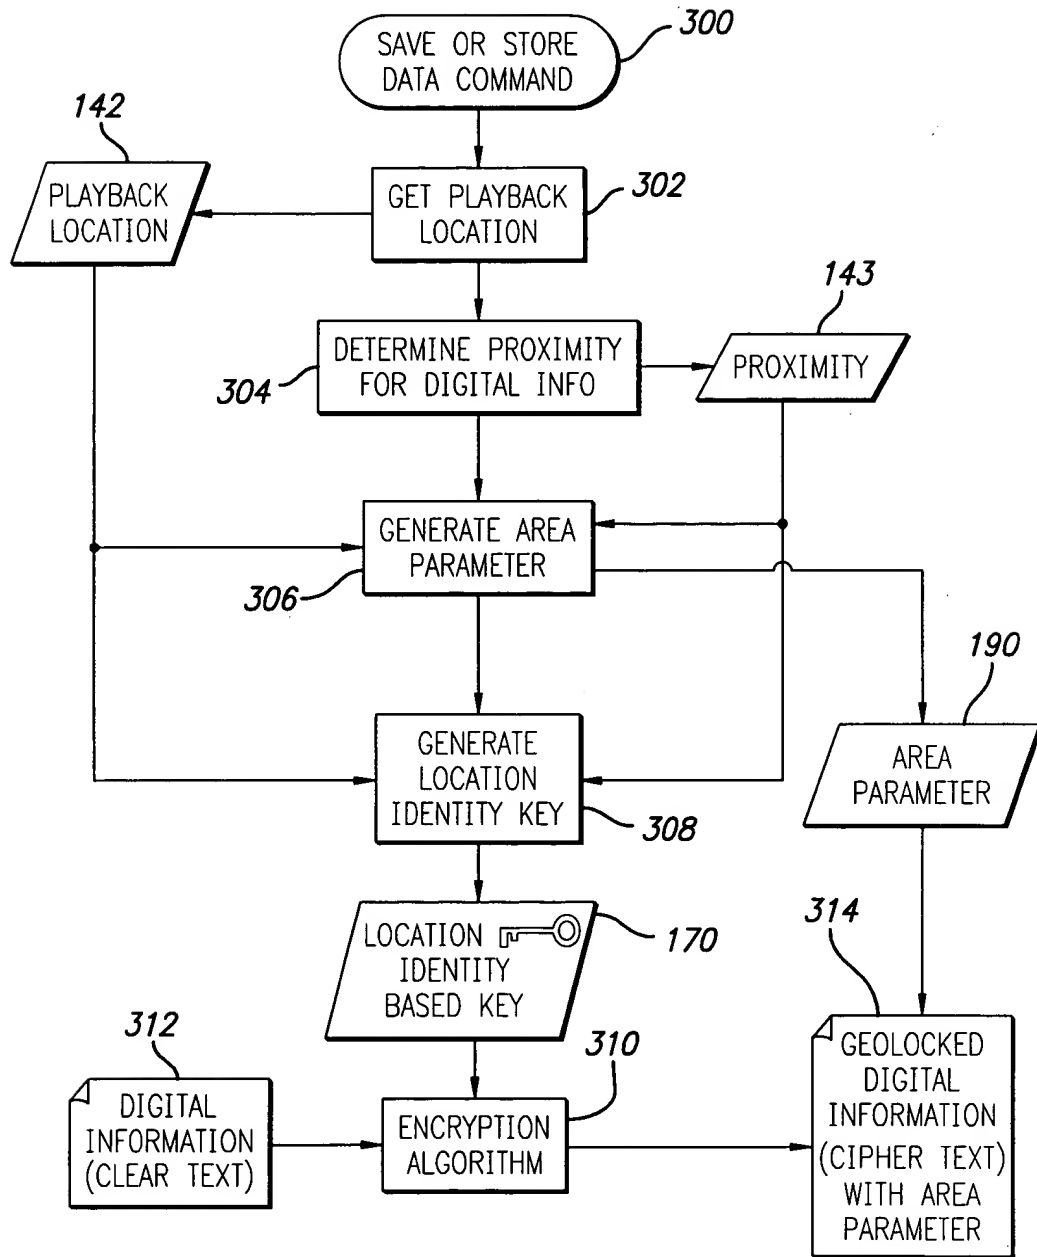 300
SAVE OR STORE
DATA COMMAND
142
PLAYBACK
LOCATION
GET PLAYBACK
LOCATION
302
143
DETERMINE PROXIMITY
FOR DIGITAL INFO
304
PROXIMITY
GENERATE AREA
PARAMETER
306
190
GENERATE
LOCATION
IDENTITY KEY
308
AREA
PARAMETER
LOCATION
IDENTITY
BASED KEY
170
314
312
310
DIGITAL
INFORMATION
(CLEAR TEXT)
ENCRYPTION
ALGORITHM
GEOLOCKED
DIGITAL
INFORMATION
(CIPHER TEXT)
WITH AREA
PARAMETER